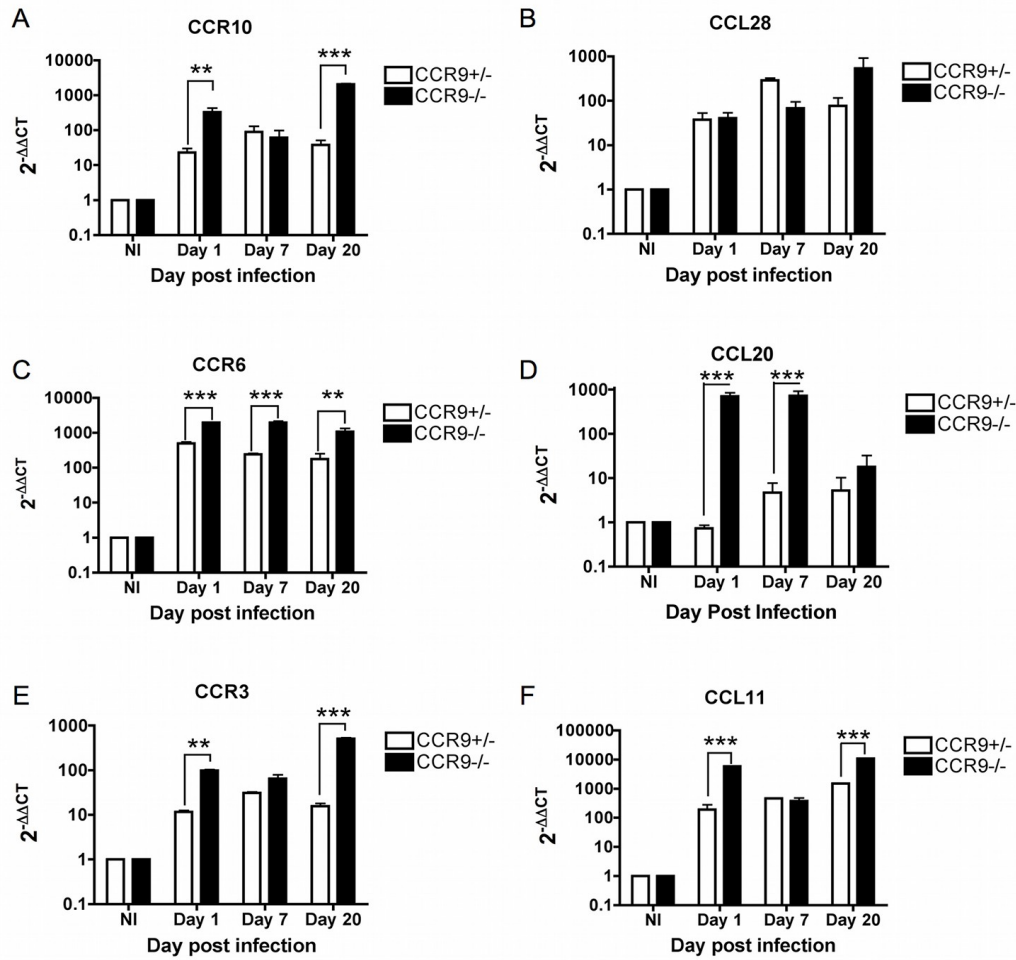 A
CCR10
10000
1000
100
10
1
0.1
2-ΔΔCT
**
***
CCR9+/-
CCR9-/-
NI Day 1 Day 7 Day 20
Day post infection
B
CCL28
1000
100
10
1
0.1
2-ΔΔCT
CCR9+/-
CCR9-/-
NI Day 1 Day 7 Day 20
Day post infection
C
CCR6
10000
1000
100
10
1
0.1
2-ΔΔCT
***
***
**
CCR9+/-
CCR9-/-
NI Day 1 Day 7 Day 20
Day post infection
D
CCL20
1000
100
10
1
0.1
2-ΔΔCT
***
***
CCR9+/-
CCR9-/-
NI Day 1 Day 7 Day 20
Day Post Infection
E
CCR3
1000
100
10
1
0.1
2-ΔΔCT
**
***
CCR9+/-
CCR9-/-
NI Day 1 Day 7 Day 20
Day post infection
F
CCL11
100000
10000
1000
100
10
1
0.1
2-ΔΔCT
***
***
CCR9+/-
CCR9-/-
NI Day 1 Day 7 Day 20
Day post infection